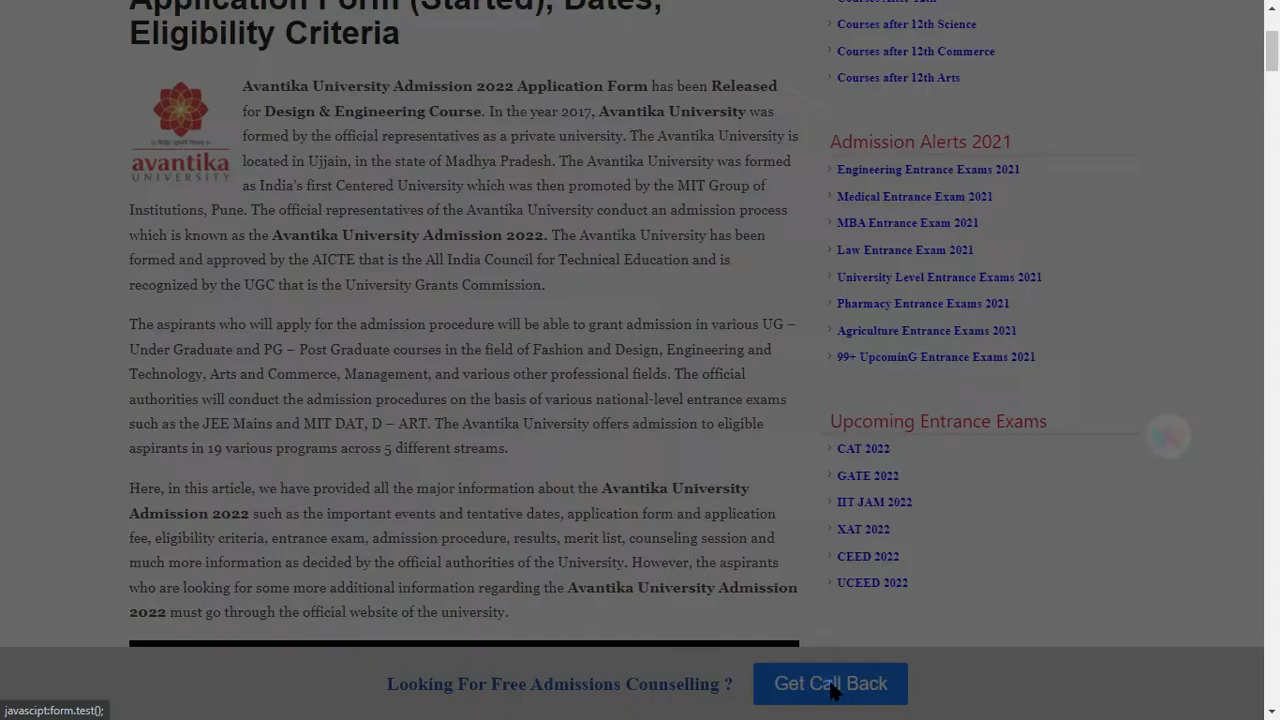 Application Form (Started), Dates,
Eligibility Criteria
Avantika University Admission 2022 Application Form has been Released
for Design & Engineering Course. In the year 2017, Avantika University was
formed by the official representatives as a private university. The Avantika University is
located in Ujjain, in the state of Madhya Pradesh. The Avantika University was formed
as India's first Centered University which was then promoted by the MIT Group of
Institutions, Pune. The official representatives of the Avantika University conduct an admission process
which is known as the Avantika University Admission 2022. The Avantika University has been
formed and approved by the AICTE that is the All India Council for Technical Education and is
recognized by the UGC that is the University Grants Commission.
avantika
UNIVERSITY
The aspirants who will apply for the admission procedure will be able to grant admission in various UG –
Under Graduate and PG – Post Graduate courses in the field of Fashion and Design, Engineering and
Technology, Arts and Commerce, Management, and various other professional fields. The official
authorities will conduct the admission procedures on the basis of various national-level entrance exams
such as the JEE Mains and MIT DAT, D – ART. The Avantika University offers admission to eligible
aspirants in 19 various programs across 5 different streams.
Here, in this article, we have provided all the major information about the Avantika University
Admission 2022 such as the important events and tentative dates, application form and application
fee, eligibility criteria, entrance exam, admission procedure, results, merit list, counseling session and
much more information as decided by the official authorities of the University. However, the aspirants
who are looking for some more additional information regarding the Avantika University Admission
2022 must go through the official website of the university.
Courses After 12th
Courses after 12th Science
Courses after 12th Commerce
Courses after 12th Arts
Admission Alerts 2021
Engineering Entrance Exams 2021
Medical Entrance Exam 2021
MBA Entrance Exam 2021
Law Entrance Exam 2021
University Level Entrance Exams 2021
Pharmacy Entrance Exams 2021
Agriculture Entrance Exams 2021
99+ UpcominG Entrance Exams 2021
Upcoming Entrance Exams
CAT 2022
GATE 2022
IIT JAM 2022
XAT 2022
CEED 2022
UCEED 2022
Looking For Free Admissions Counselling ?
Get Call Back
javascipt:form.test();